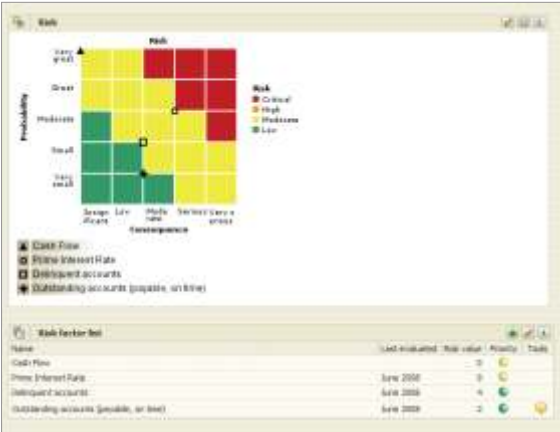 Risk
Risk
Very great
Great
Moderate
Small
Very small
Probability
Insignificant
Low
Moderate
Serious
Very serious
Consequence
Risk
Critical
High
Moderate
Low
Cash Flow
Prime Interest Rate
Delinquent accounts
Outstanding accounts (payable, on time)
Risk factor list
Name Last evaluated Risk value Priority Tasks
Cash Flow
Prime Interest Rate June 2008
Delinquent accounts June 2008 4
Outstanding accounts (payable, on time) June 2008 2